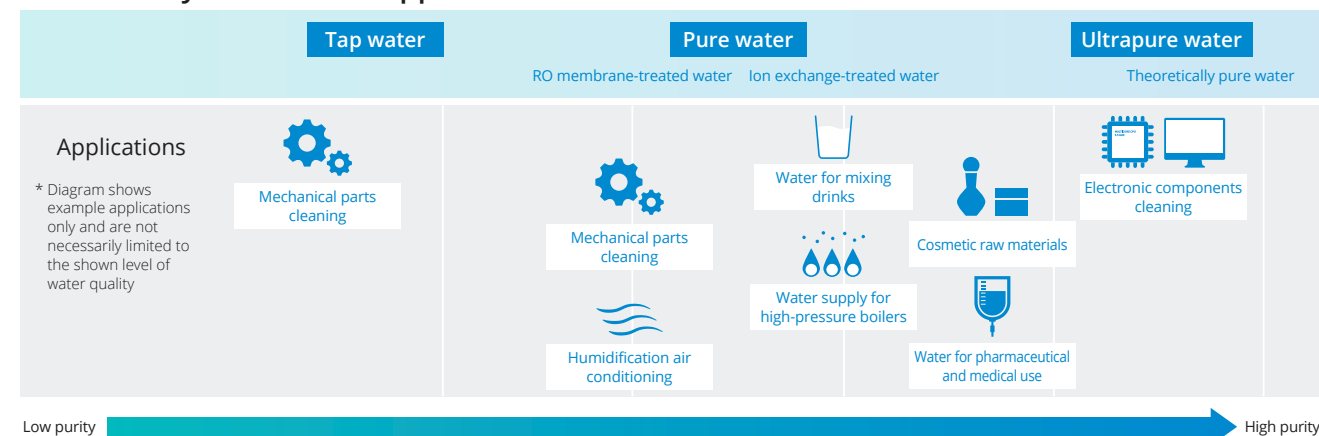 Tap water
Pure water
Ultrapure water
RO membrane-treated water
Ion exchange-treated water
Theoretically pure water
Applications
* Diagram shows
example applications
only and are not
necessarily limited to
the shown level of
water quality
Mechanical parts
cleaning
Mechanical parts
cleaning
Humidification air
conditioning
Water for mixing
drinks
Water supply for
high-pressure boilers
Cosmetic raw materials
Water for pharmaceutical
and medical use
Electronic components
cleaning
Low purity
High purity